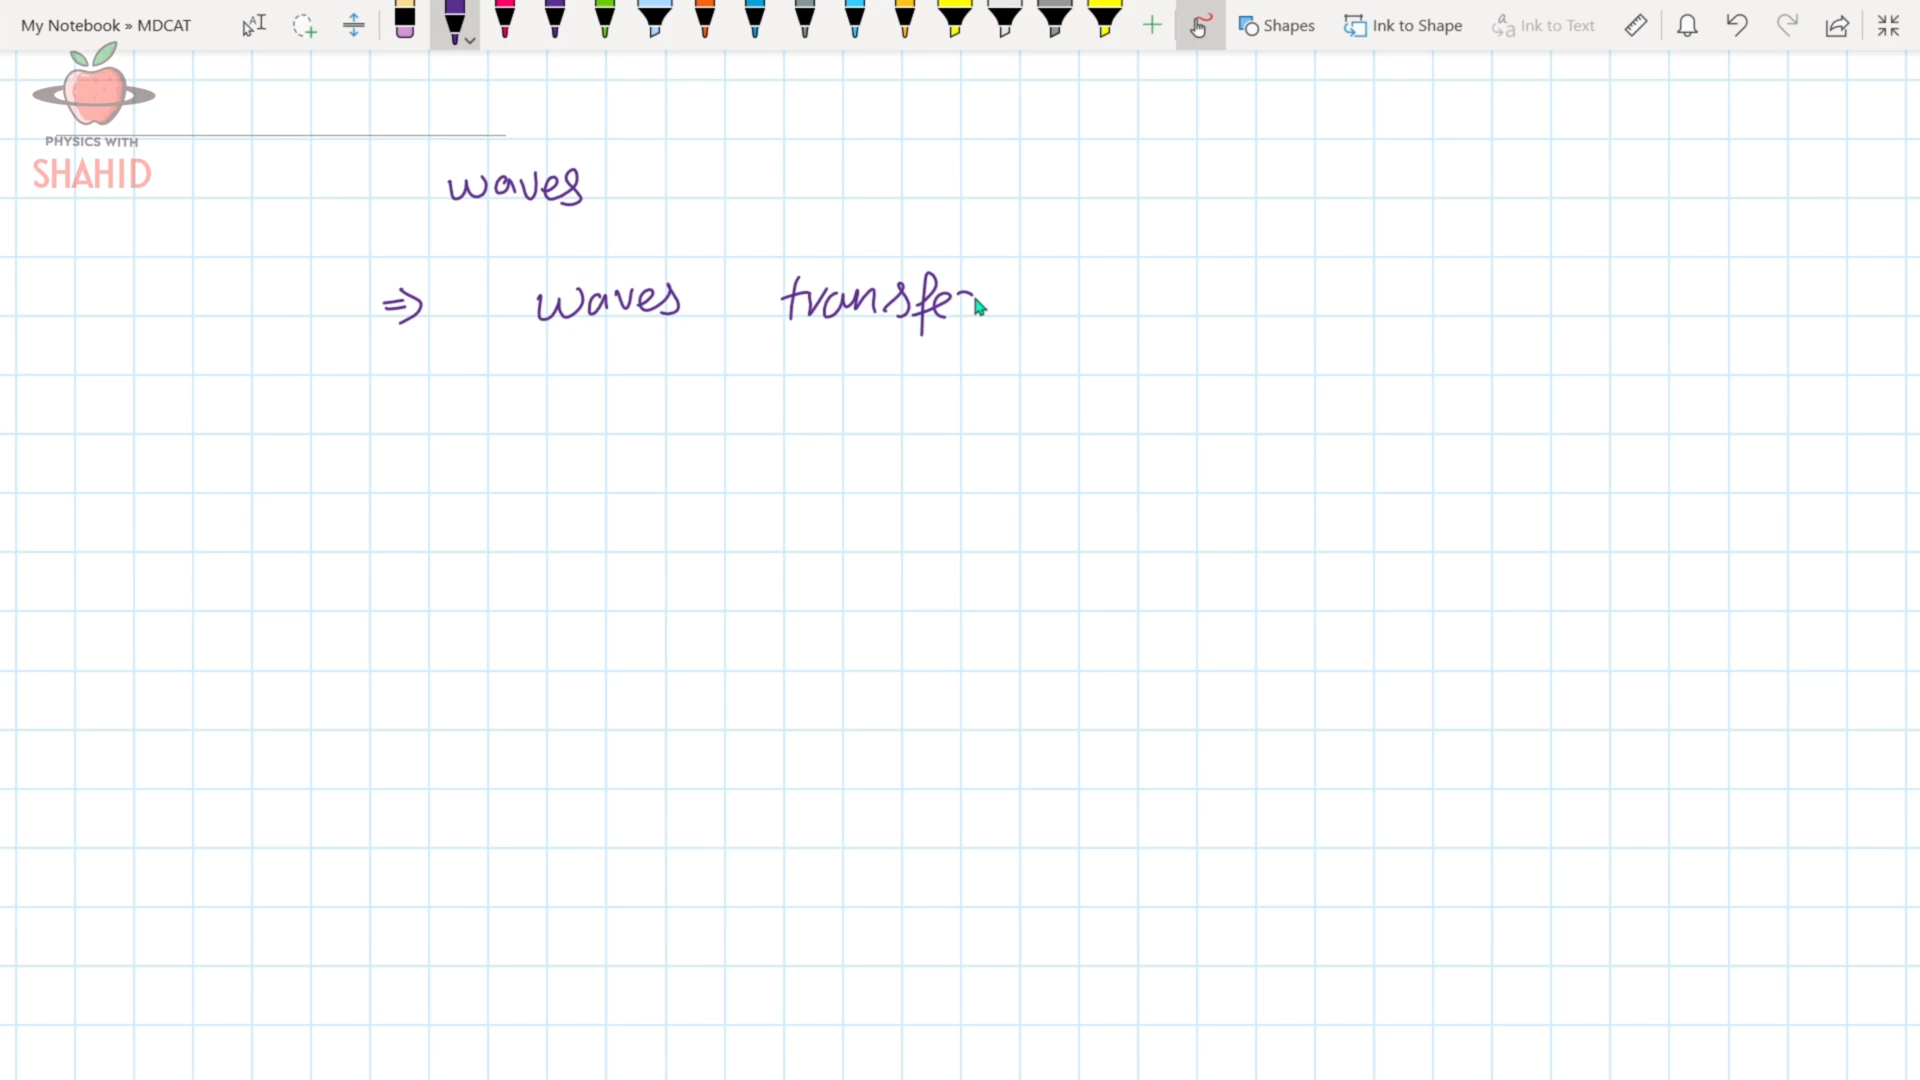 My Notebook » MDCAT
Shapes
Ink to Shape
Ink to Text
PHYSICS WITH
SHAHID
waves
⇒ waves transfer